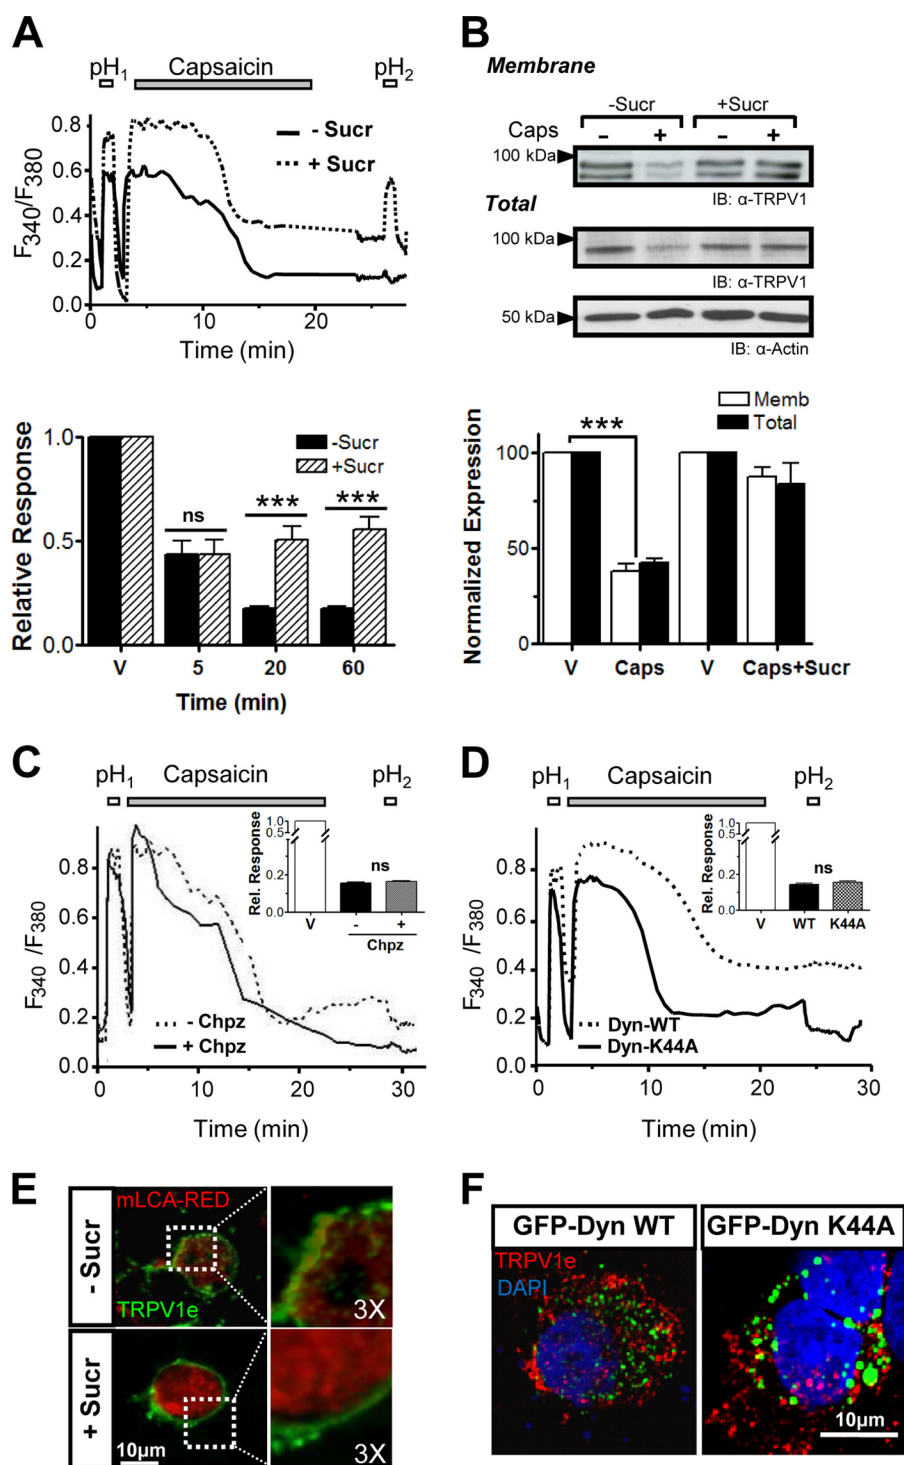 A
pH1 Capsaicin pH2
- Sucr
+ Sucr
F340/F380
0.8
0.6
0.4
0.2
0.0
0 10 20
Time (min)
Relative Response
1.0
0.5
0.0
-Sucr
+Sucr
ns *** ***
V 5 20 60
Time (min)
B
Membrane
-Sucr +Sucr
Caps - + - +
100 kDa
IB: α-TRPV1
Total
100 kDa
IB: α-TRPV1
50 kDa
IB: α-Actin
Normalized Expression
100
50
0
Memb
Total
***
V Caps V Caps+Sucr
C
pH1 Capsaicin pH2
F340 /F380
0.8
0.6
0.4
0.2
0.0
0 10 20 30
Time (min)
- Chpz
+ Chpz
Rel. Response
1.0
0.5
0.2
0.0
ns
V - +
Chpz
D
pH1 Capsaicin pH2
F340 /F380
0.8
0.6
0.4
0.2
0.0
0 10 20 30
Time (min)
Dyn-WT
Dyn-K44A
Rel. Response
1.0
0.5
0.2
0.0
ns
V WT K44A
E
- Sucr
mLCA-RED
TRPV1e
3X
+ Sucr
10µm
3X
F
GFP-Dyn WT GFP-Dyn K44A
TRPV1e
DAPI
10µm